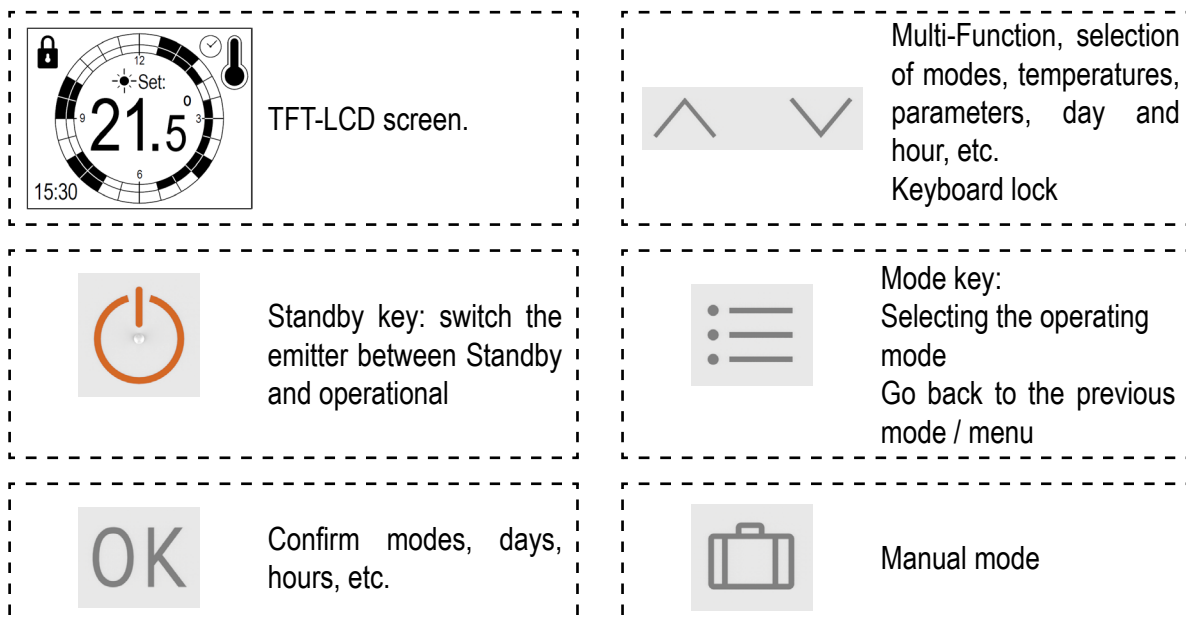 12
Set:
9
21.5°
3
6
15:30
TFT-LCD screen.
Multi-Function, selection
of modes, temperatures,
parameters, day and
hour, etc.
Keyboard lock
Standby key: switch the
emitter between Standby
and operational
Mode key:
Selecting the operating
mode
Go back to the previous
mode / menu
OK
Confirm modes, days,
hours, etc.
Manual mode